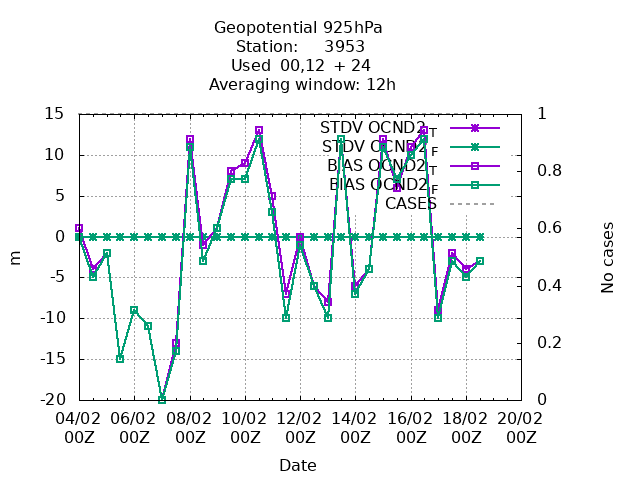 Geopotential 925hPa
Station: 3953
Used 00,12 + 24
Averaging window: 12h
15
10
5
0
-5
-10
-15
-20
m
STDV OCND2 T
STDV OCND2 F
BIAS OCND2 T
BIAS OCND2 F
CASES
1
0.8
0.6
0.4
0.2
0
No cases
04/02 06/02 08/02 10/02 12/02 14/02 16/02 18/02 20/02
00Z 00Z 00Z 00Z 00Z 00Z 00Z 00Z 00Z
Date